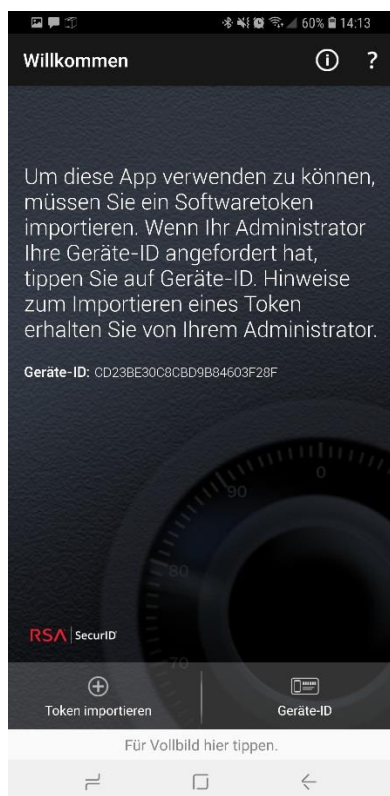 60% 14:13
Willkommen
?
Um diese App verwenden zu können,
müssen Sie ein Softwaretoken
importieren. Wenn Ihr Administrator
Ihre Geräte-ID angefordert hat,
tippen Sie auf Geräte-ID. Hinweise
zum Importieren eines Token
erhalten Sie von Ihrem Administrator.
Geräte-ID: CD23BE30C8CBD9B84603F28F
0
90
80
RSA SecurID
70
Token importieren Geräte-ID
Für Vollbild hier tippen.